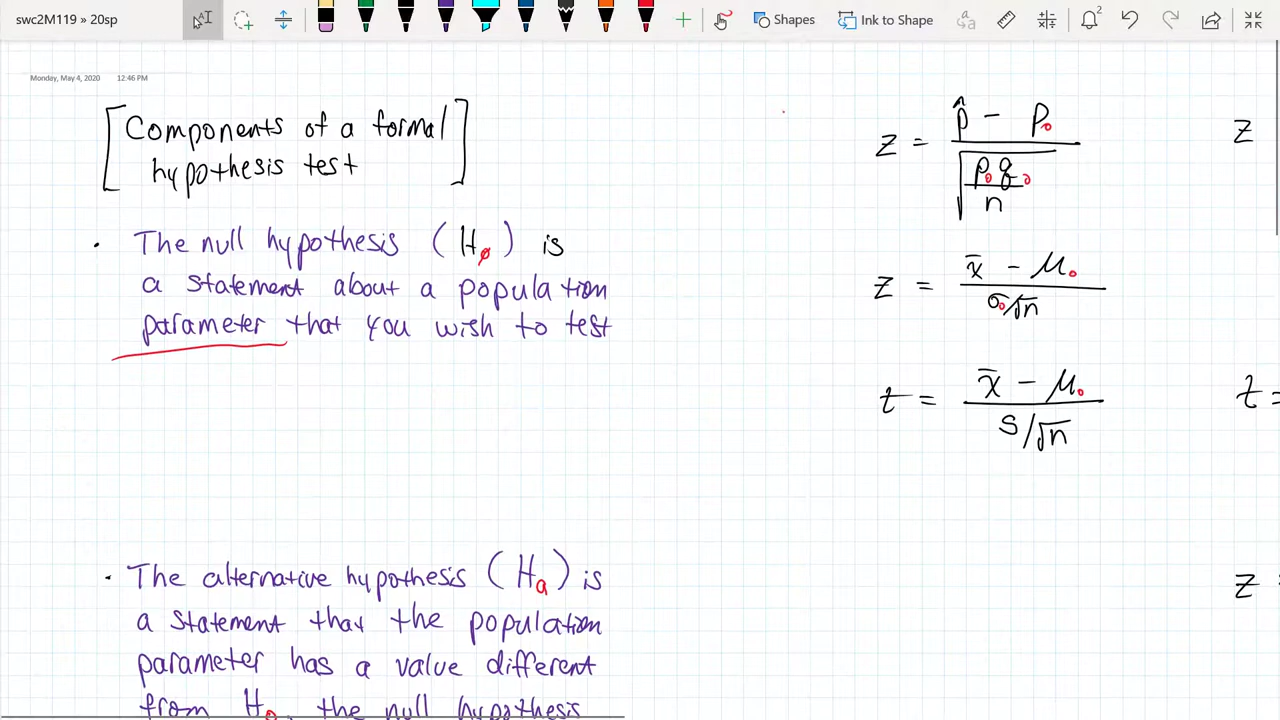 swc2M119 » 20sp
Shapes
Ink to Shape
2
Monday, May 4, 2020 12:46 PM
[Components of a formal
hypothesis test]
• The null hypothesis (H₀) is
a statement about a population
parameter that you wish to test
• The alternative hypothesis (Hₐ) is
a statement that the population
parameter has a value different
from H₀, the null hypothesis
z = (p̂ - p₀) / √(p₀q₀/n)
z = (x̄ - μ₀) / (σ₀/√n)
t = (x̄ - μ₀) / (s/√n)
z
t =
z =